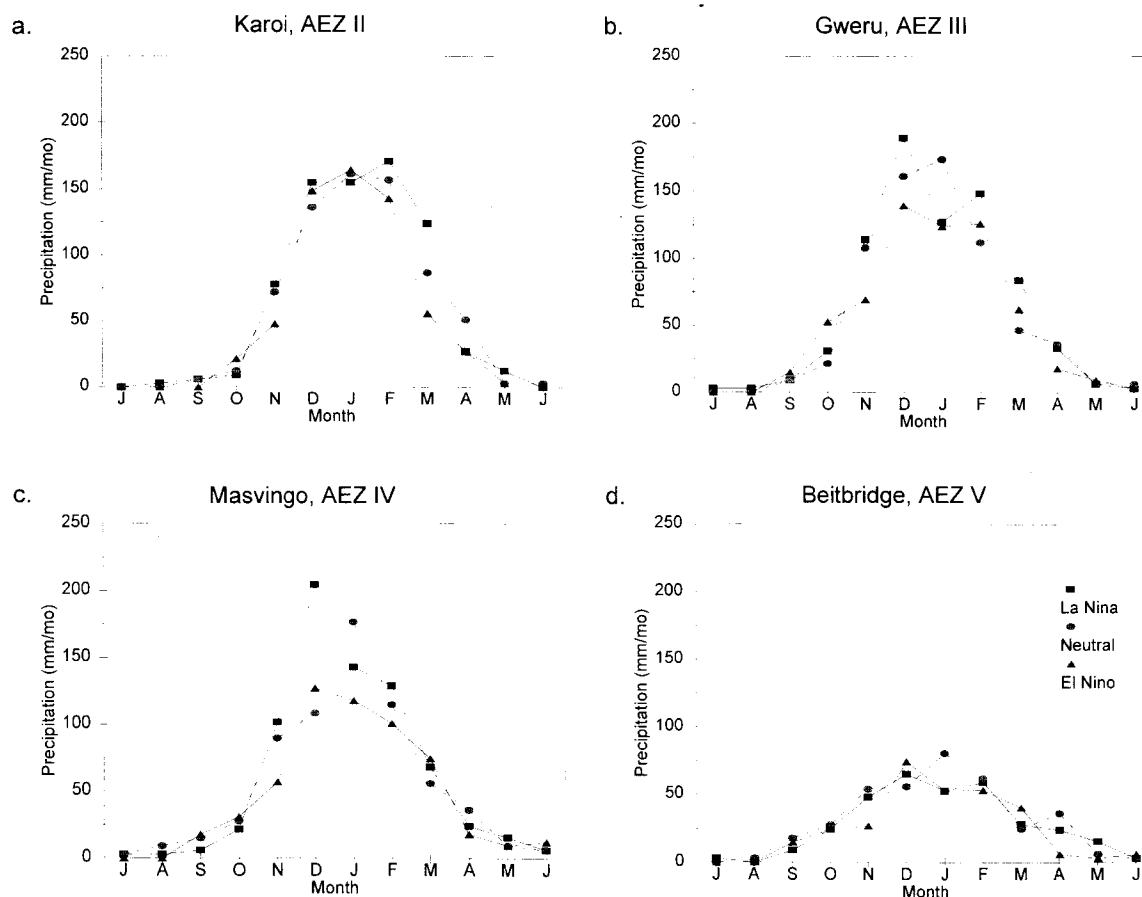 a.
Karoi, AEZ II
250
200
150
100
50
0
Precipitation (mm/mo)
J A S O N D J F M A M J
Month
b.
Gweru, AEZ III
250
200
150
100
50
0
Precipitation (mm/mo)
J A S O N D J F M A M J
Month
c.
Masvingo, AEZ IV
250
200
150
100
50
0
Precipitation (mm/mo)
J A S O N D J F M A M J
Month
d.
Beitbridge, AEZ V
250
200
150
100
50
0
Precipitation (mm/mo)
J A S O N D J F M A M J
Month
La Nina
Neutral
El Nino